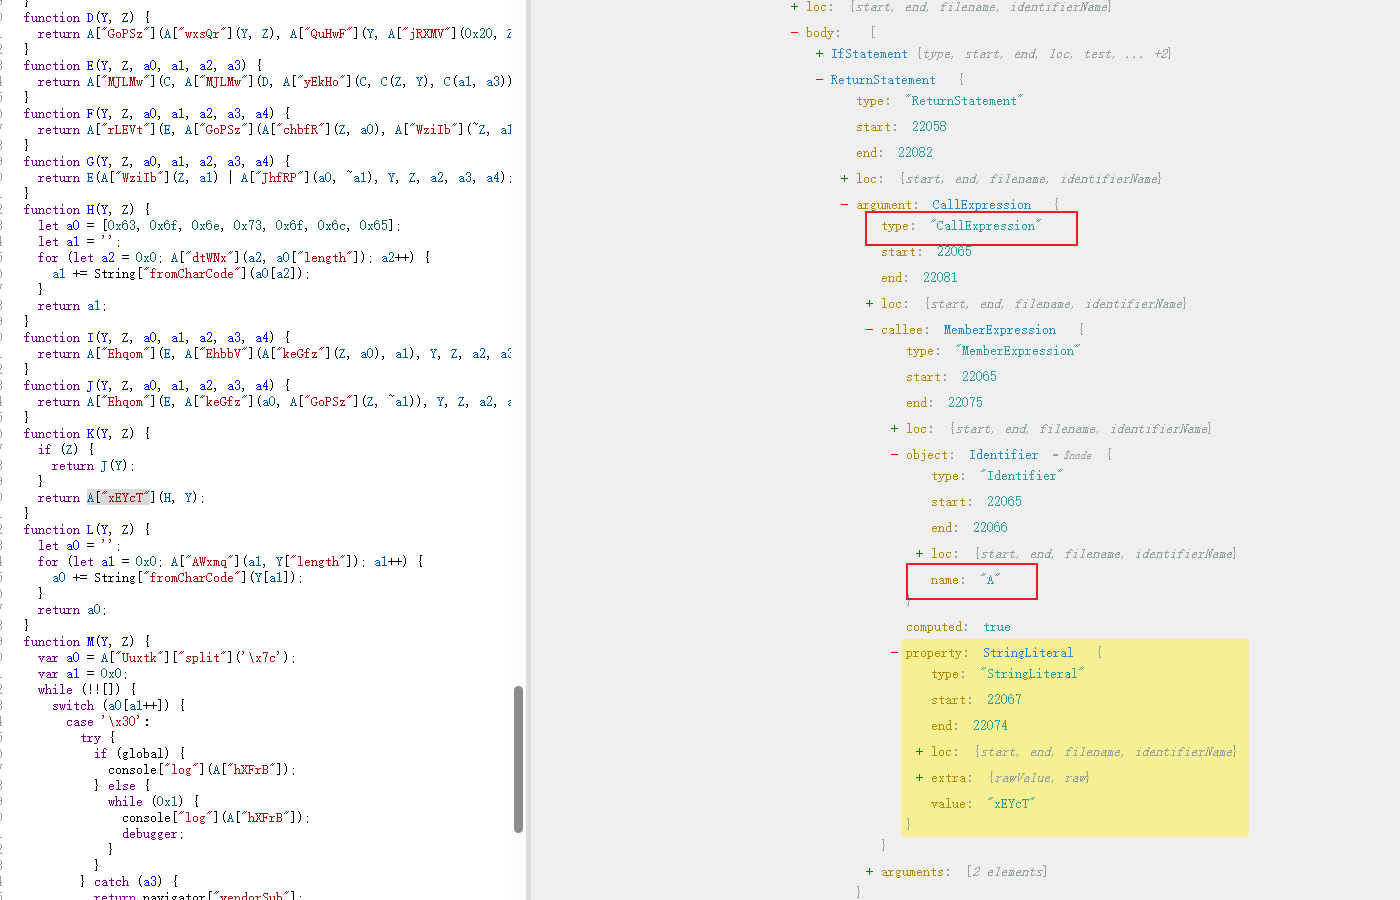 }
function D(Y, Z) {
return A["GoPSz"](A["wxsQr"](Y, Z), A["QuHwF"](Y, A["jRXMV"](0x20, Z
}
function E(Y, Z, a0, a1, a2, a3) {
return A["MJLMw"](C, A["MJLMw"](D, A["yEkHo"](C, C(Z, Y), C(a1, a3))
}
function F(Y, Z, a0, a1, a2, a3, a4) {
return A["rLEVt"](E, A["GoPSz"](A["chbfR"](Z, a0), A["WziIb"](~Z, a1
}
function G(Y, Z, a0, a1, a2, a3, a4) {
return E(A["WziIb"](Z, a1) | A["JhfRP"](a0, ~a1), Y, Z, a2, a3, a4);
}
function H(Y, Z) {
let a0 = [0x63, 0x6f, 0x6e, 0x73, 0x6f, 0x6c, 0x65];
let a1 = '';
for (let a2 = 0x0; A["dtWNx"](a2, a0["length"]); a2++) {
a1 += String["fromCharCode"](a0[a2]);
}
return a1;
}
function I(Y, Z, a0, a1, a2, a3, a4) {
return A["Ehqom"](E, A["EhbbV"](A["keGfz"](Z, a0), a1), Y, Z, a2, a3
}
function J(Y, Z, a0, a1, a2, a3, a4) {
return A["Ehqom"](E, A["keGfz"](a0, A["GoPSz"](Z, ~a1)), Y, Z, a2, a
}
function K(Y, Z) {
if (Z) {
return J(Y);
}
return A["xEYcT"](H, Y);
}
function L(Y, Z) {
let a0 = '';
for (let a1 = 0x0; A["AWxmq"](a1, Y["length"]); a1++) {
a0 += String["fromCharCode"](Y[a1]);
}
return a0;
}
function M(Y, Z) {
var a0 = A["Uuxtk"]["split"]('\x7c');
var a1 = 0x0;
while (!![]) {
switch (a0[a1++]) {
case '\x30':
try {
if (global) {
console["log"](A["hXFrB"]);
} else {
while (0x1) {
console["log"](A["hXFrB"]);
debugger;
}
}
} catch (a3) {
return navigator["vendorSub"];
+ loc: {start, end, filename, identifierName}
- body: [
+ IfStatement {type, start, end, loc, test, ... +2}
- ReturnStatement {
type: "ReturnStatement"
start: 22058
end: 22082
+ loc: {start, end, filename, identifierName}
- argument: CallExpression {
type: "CallExpression"
start: 22065
end: 22081
+ loc: {start, end, filename, identifierName}
- callee: MemberExpression {
type: "MemberExpression"
start: 22065
end: 22075
+ loc: {start, end, filename, identifierName}
- object: Identifier = $node {
type: "Identifier"
start: 22065
end: 22066
+ loc: {start, end, filename, identifierName}
name: "A"
}
computed: true
- property: StringLiteral {
type: "StringLiteral"
start: 22067
end: 22074
+ loc: {start, end, filename, identifierName}
+ extra: {rawValue, raw}
value: "xEYcT"
}
}
+ arguments: [2 elements]
}